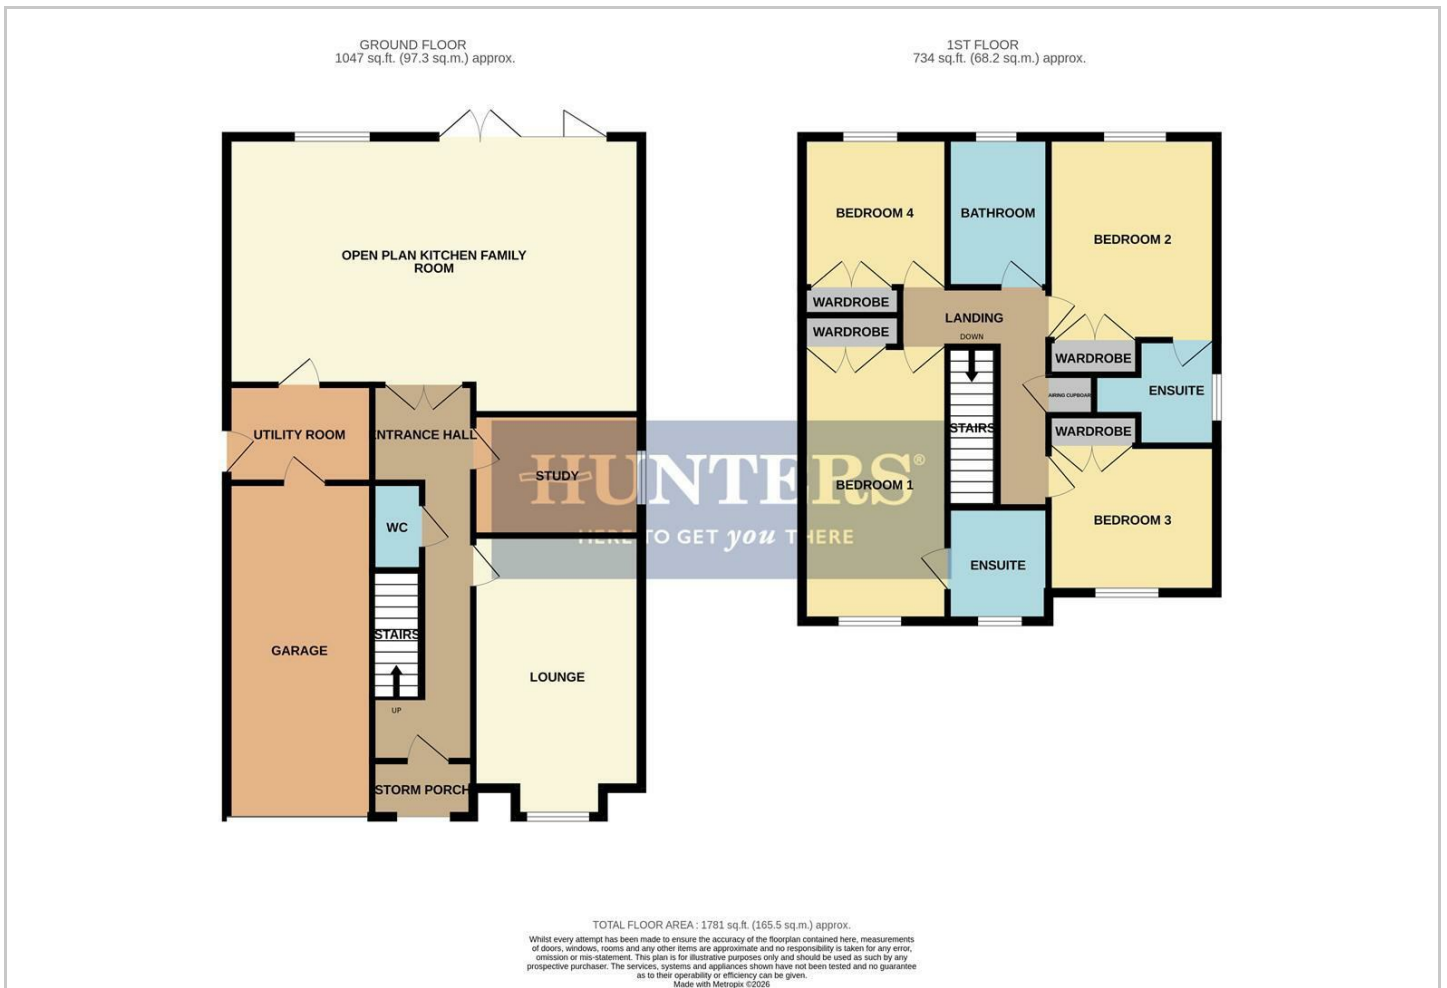 GROUND FLOOR
1047 sq.ft. (97.3 sq.m.) approx.
1ST FLOOR
734 sq.ft. (68.2 sq.m.) approx.
OPEN PLAN KITCHEN FAMILY
ROOM
UTILITY ROOM
ENTRANCE HALL
STUDY
WC
STAIRS
UP
GARAGE
LOUNGE
STORM PORCH
BEDROOM 4
BATHROOM
BEDROOM 2
WARDROBE
WARDROBE
LANDING
DOWN
WARDROBE
AIRING CUPBOARD
ENSUITE
STAIRS
WARDROBE
BEDROOM 1
BEDROOM 3
ENSUITE
HUNTERS®
HERE TO GET you THERE
TOTAL FLOOR AREA : 1781 sq.ft. (165.5 sq.m.) approx.
Whilst every attempt has been made to ensure the accuracy of the floorplan contained here, measurements
of doors, windows, rooms and any other items are approximate and no responsibility is taken for any error,
omission or mis-statement. This plan is for illustrative purposes only and should be used as such by any
prospective purchaser. The services, systems and appliances shown have not been tested and no guarantee
as to their operability or efficiency can be given.
Made with Metropix ©2026